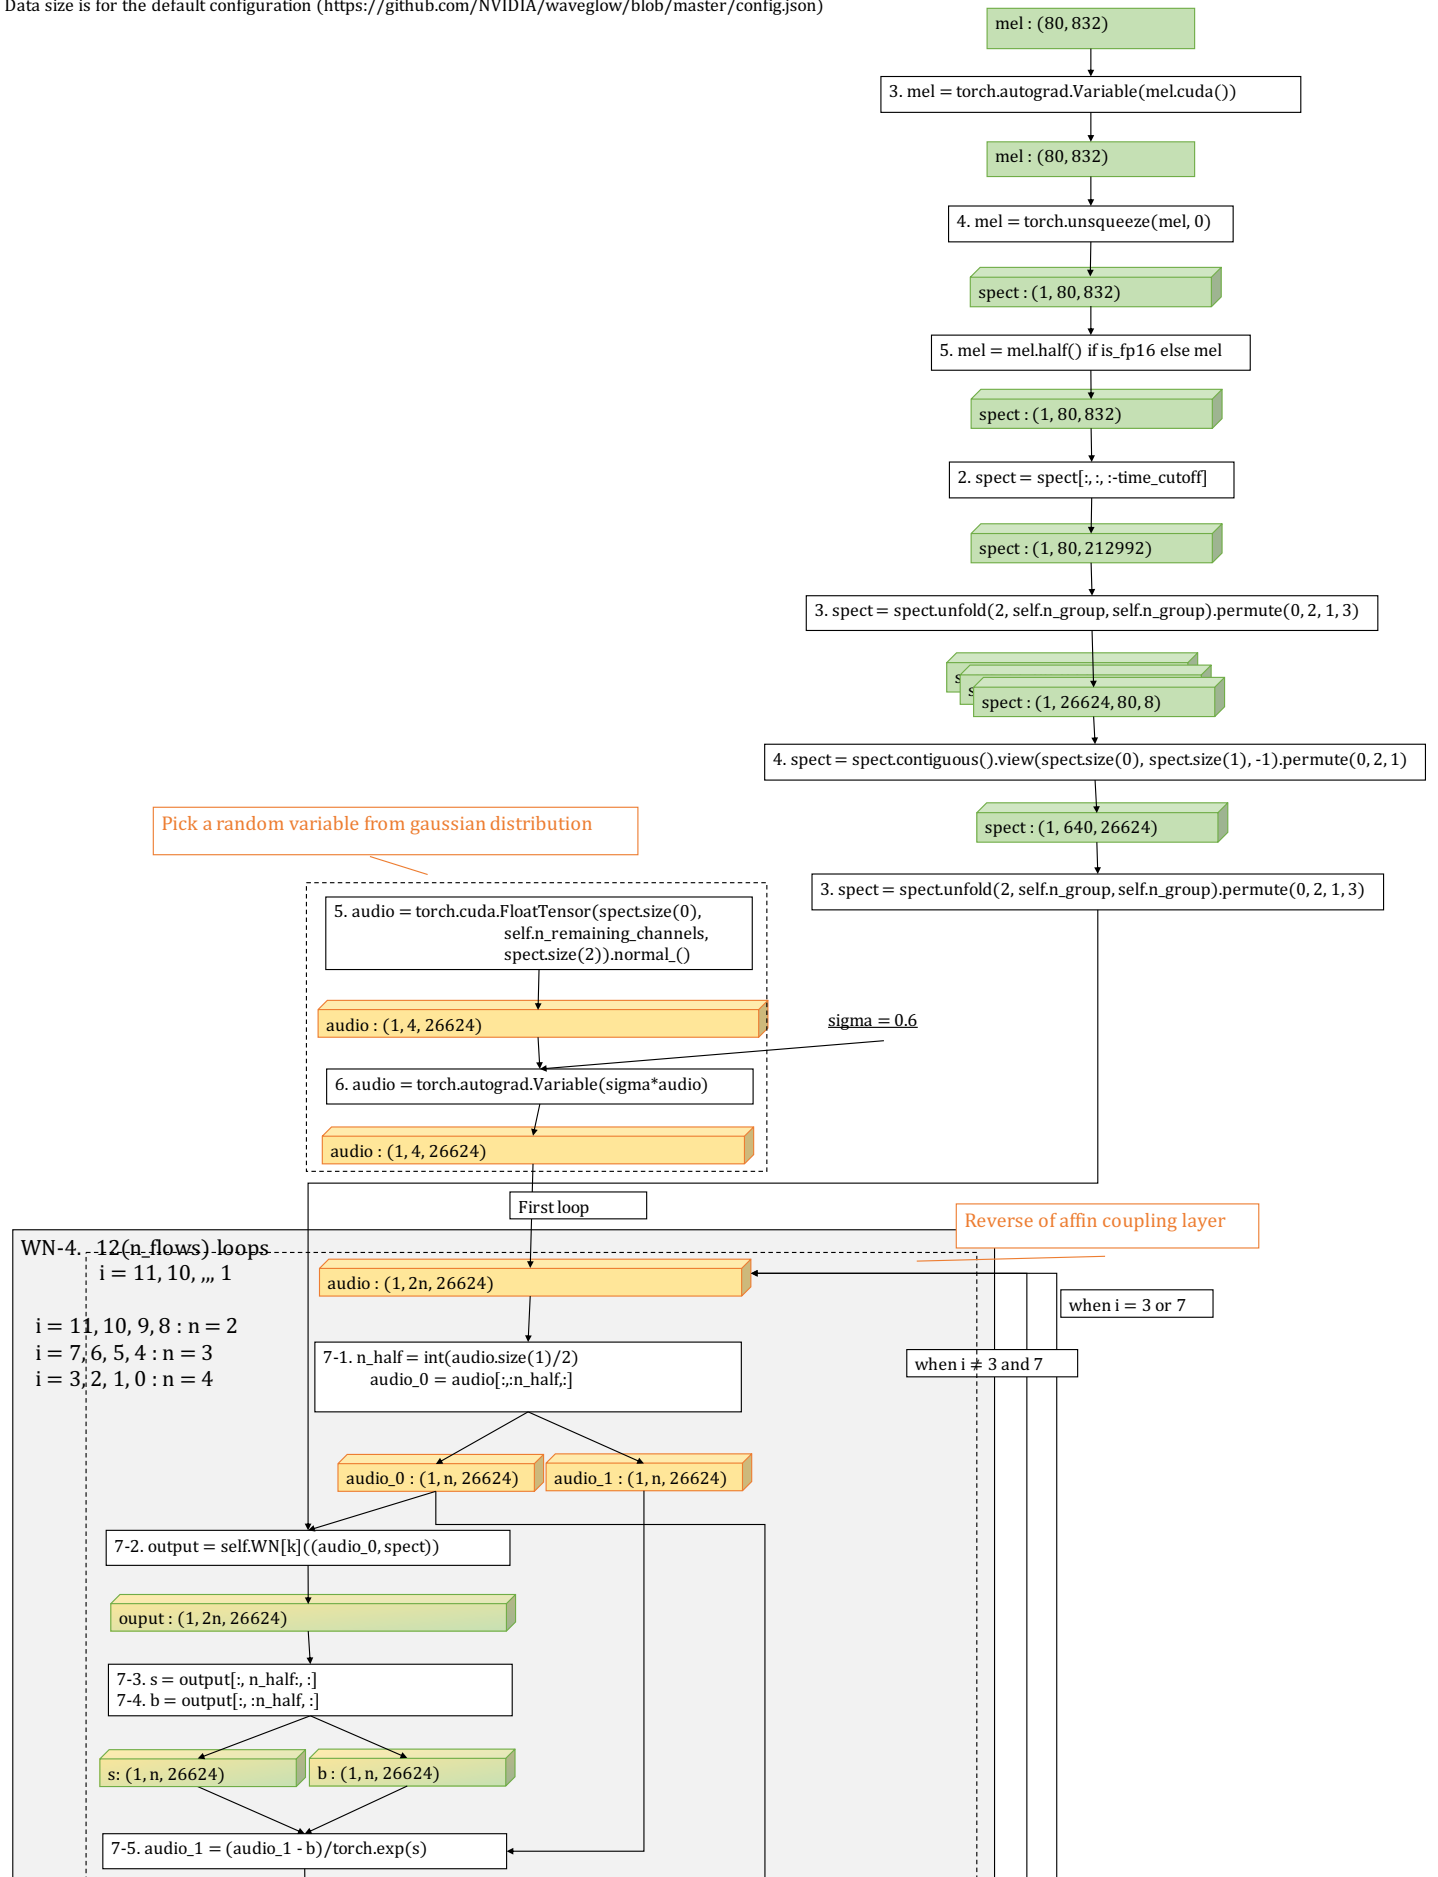 Data size is for the default configuration (https://github.com/NVIDIA/waveglow/blob/master/config.json)
mel : (80, 832)
3. mel = torch.autograd.Variable(mel.cuda())
mel : (80, 832)
4. mel = torch.unsqueeze(mel, 0)
spect : (1, 80, 832)
5. mel = mel.half() if is_fp16 else mel
spect : (1, 80, 832)
2. spect = spect[:, :, :-time_cutoff]
spect : (1, 80, 212992)
3. spect = spect.unfold(2, self.n_group, self.n_group).permute(0, 2, 1, 3)
s
s
spect : (1, 26624, 80, 8)
4. spect = spect.contiguous().view(spect.size(0), spect.size(1), -1).permute(0, 2, 1)
spect : (1, 640, 26624)
3. spect = spect.unfold(2, self.n_group, self.n_group).permute(0, 2, 1, 3)
Pick a random variable from gaussian distribution
5. audio = torch.cuda.FloatTensor(spect.size(0),
self.n_remaining_channels,
spect.size(2)).normal_()
audio : (1, 4, 26624)
sigma = 0.6
6. audio = torch.autograd.Variable(sigma*audio)
audio : (1, 4, 26624)
First loop
Reverse of affin coupling layer
WN-4. 12(n_flows) loops
i = 11, 10, ,,, 1
i = 11, 10, 9, 8 : n = 2
i = 7, 6, 5, 4 : n = 3
i = 3, 2, 1, 0 : n = 4
audio : (1, 2n, 26624)
when i = 3 or 7
when i ≠ 3 and 7
7-1. n_half = int(audio.size(1)/2)
audio_0 = audio[:,:n_half,:]
audio_0 : (1, n, 26624)
audio_1 : (1, n, 26624)
7-2. output = self.WN[k]((audio_0, spect))
ouput : (1, 2n, 26624)
7-3. s = output[:, n_half:, :]
7-4. b = output[:, :n_half, :]
s: (1, n, 26624)
b : (1, n, 26624)
7-5. audio_1 = (audio_1 - b)/torch.exp(s)